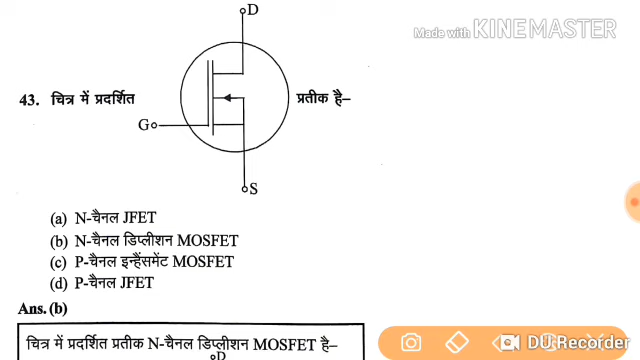 D
Made with KINEMASTER
43. चित्र में प्रदर्शित प्रतीक है–
G
S
(a) N-चैनल JFET
(b) N-चैनल डिप्लीशन MOSFET
(c) P-चैनल इन्हैंसमेंट MOSFET
(d) P-चैनल JFET
Ans. (b)
चित्र में प्रदर्शित प्रतीक N-चैनल डिप्लीशन MOSFET है–
D
DU Recorder